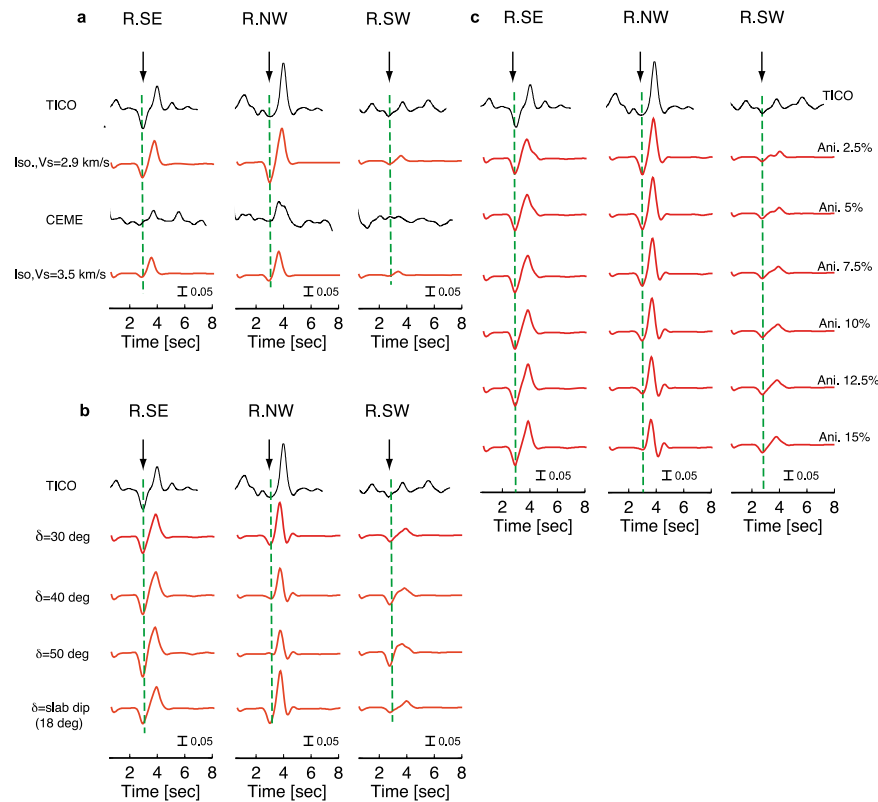 a
R.SE R.NW R.SW
TICO
Iso.,Vs=2.9 km/s
CEME
Iso,Vs=3.5 km/s
0.05 0.05 0.05
2 4 6 8 2 4 6 8 2 4 6 8
Time [sec] Time [sec] Time [sec]
b
R.SE R.NW R.SW
TICO
δ=30 deg
δ=40 deg
δ=50 deg
δ=slab dip
(18 deg)
0.05 0.05 0.05
2 4 6 8 2 4 6 8 2 4 6 8
Time [sec] Time [sec] Time [sec]
c
R.SE R.NW R.SW
TICO
Ani. 2.5%
Ani. 5%
Ani. 7.5%
Ani. 10%
Ani. 12.5%
Ani. 15%
0.05 0.05 0.05
2 4 6 8 2 4 6 8 2 4 6 8
Time [sec] Time [sec] Time [sec]